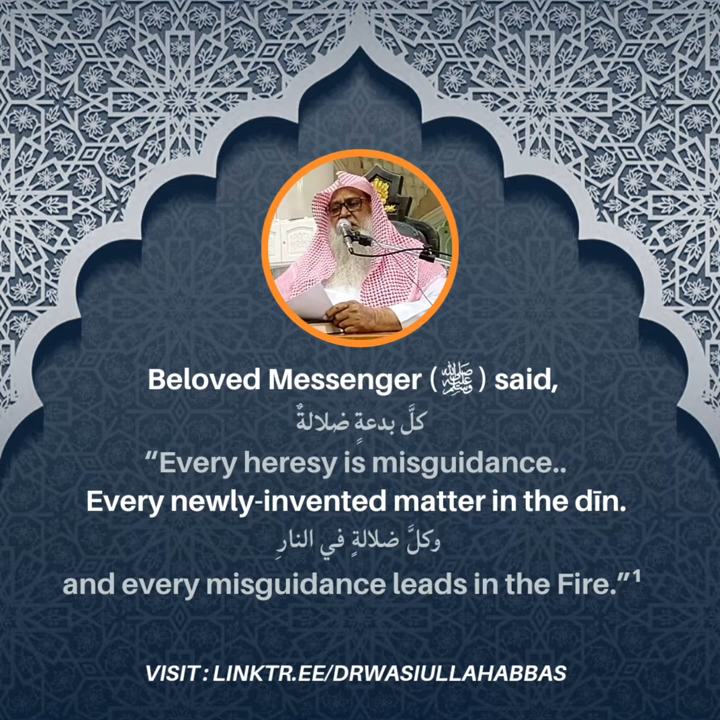 Beloved Messenger (ﷺ) said,
كلَّ بدعةٍ ضلالةٌ
“Every heresy is misguidance..
Every newly-invented matter in the dīn.
وكلَّ ضلالةٍ في النارِ
and every misguidance leads in the Fire.”¹
VISIT : LINKTR.EE/DRWASIULLAHABBAS